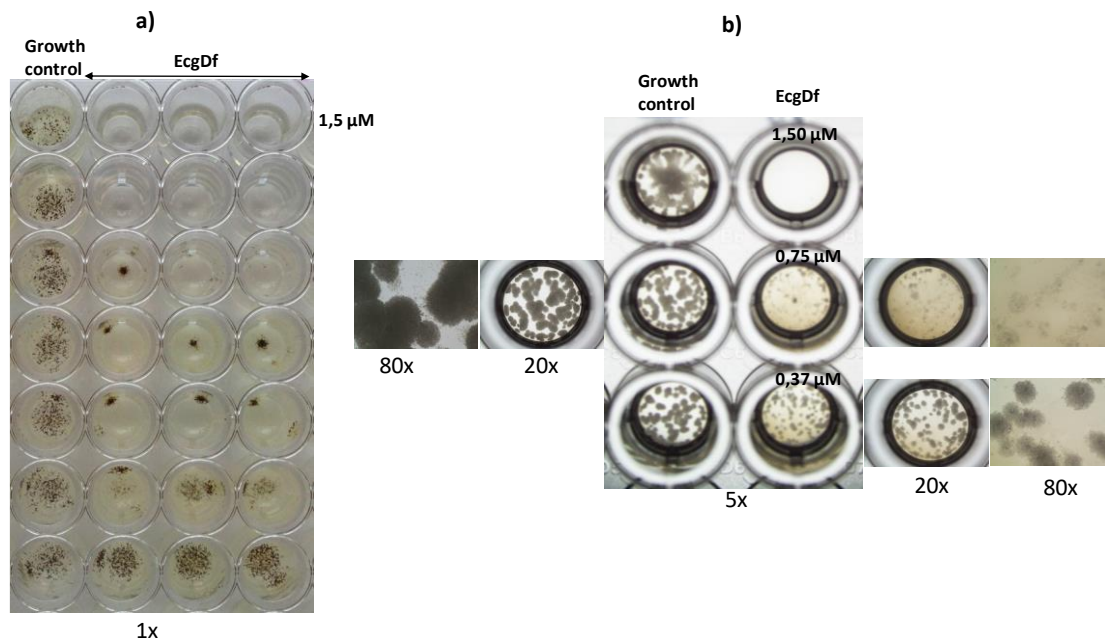 a)
Growth
control
EcgDf
1,5 µM
1x
b)
Growth
control
EcgDf
1,50 µM
0,75 µM
0,37 µM
80x
20x
5x
20x
80x